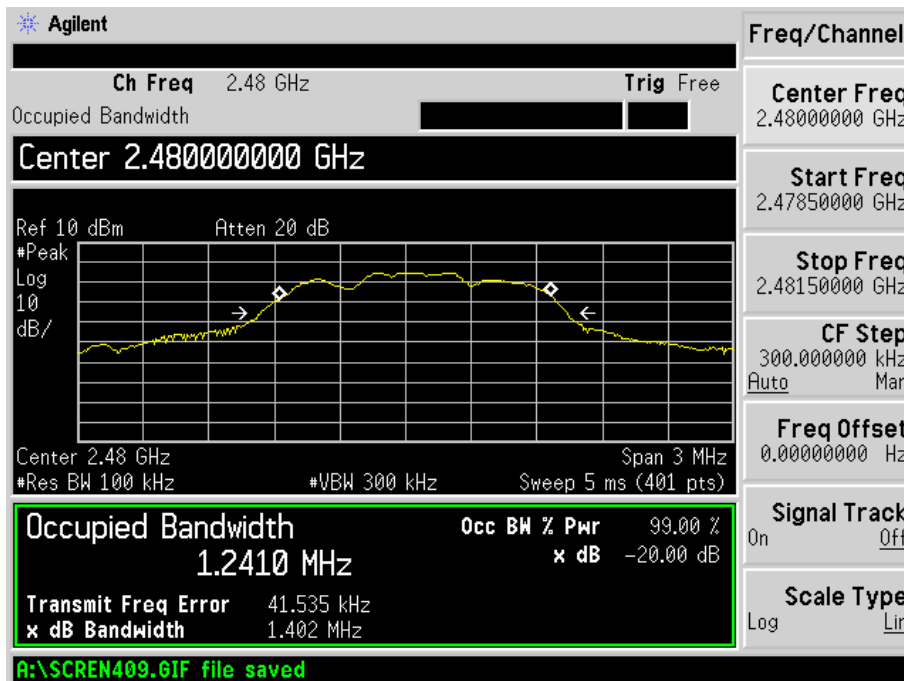 Agilent
Freq/Channel
Ch Freq 2.48 GHz Trig Free
Occupied Bandwidth
Center 2.480000000 GHz
Ref 10 dBm Atten 20 dB
#Peak
Log
10
dB/
Center 2.48 GHz Span 3 MHz
#Res BW 100 kHz #VBW 300 kHz Sweep 5 ms (401 pts)
Occupied Bandwidth
1.2410 MHz
Occ BW % Pwr 99.00 %
x dB -20.00 dB
Transmit Freq Error 41.535 kHz
x dB Bandwidth 1.402 MHz
A:\SCREN409.GIF file saved
Center Freq
2.48000000 GHz
Start Freq
2.47850000 GHz
Stop Freq
2.48150000 GHz
CF Step
300.000000 kHz
Auto Man
Freq Offset
0.00000000 Hz
Signal Track
On Off
Scale Type
Log Lin